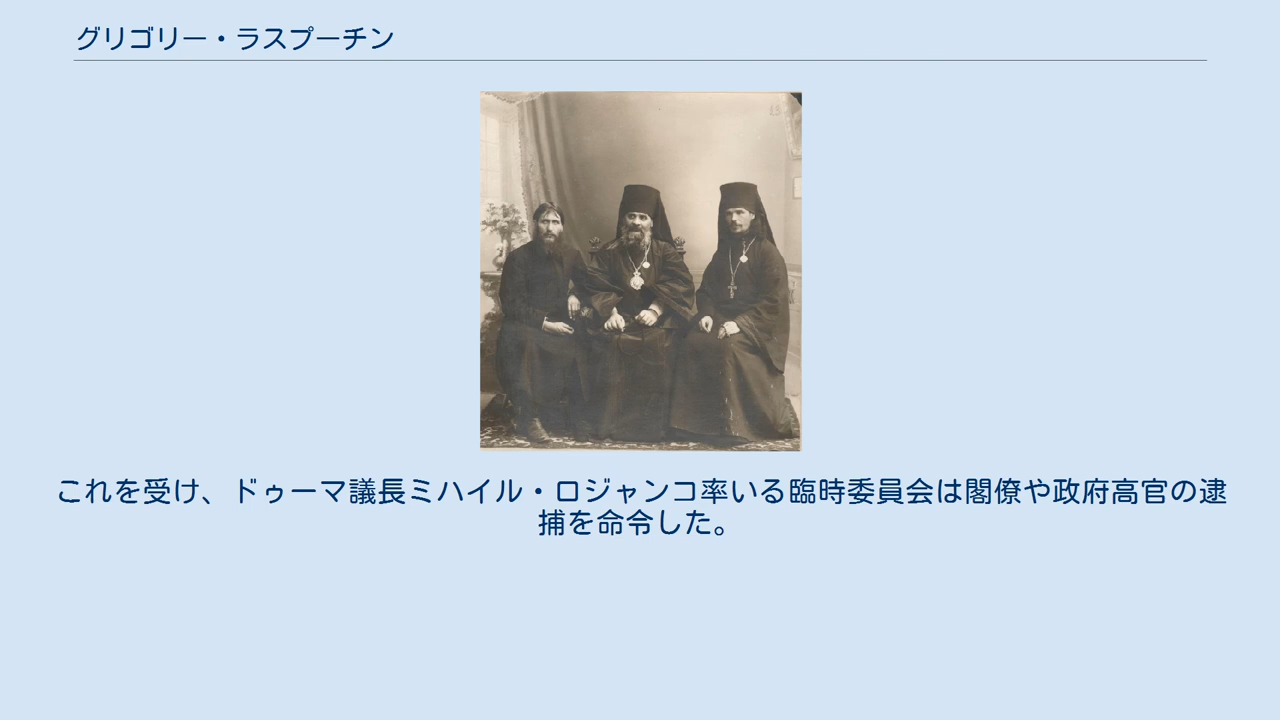 グリゴリー・ラスプーチン
これを受け、ドゥーマ議長ミハイル・ロジャンコ率いる臨時委員会は閣僚や政府高官の逮
捕を命令した。